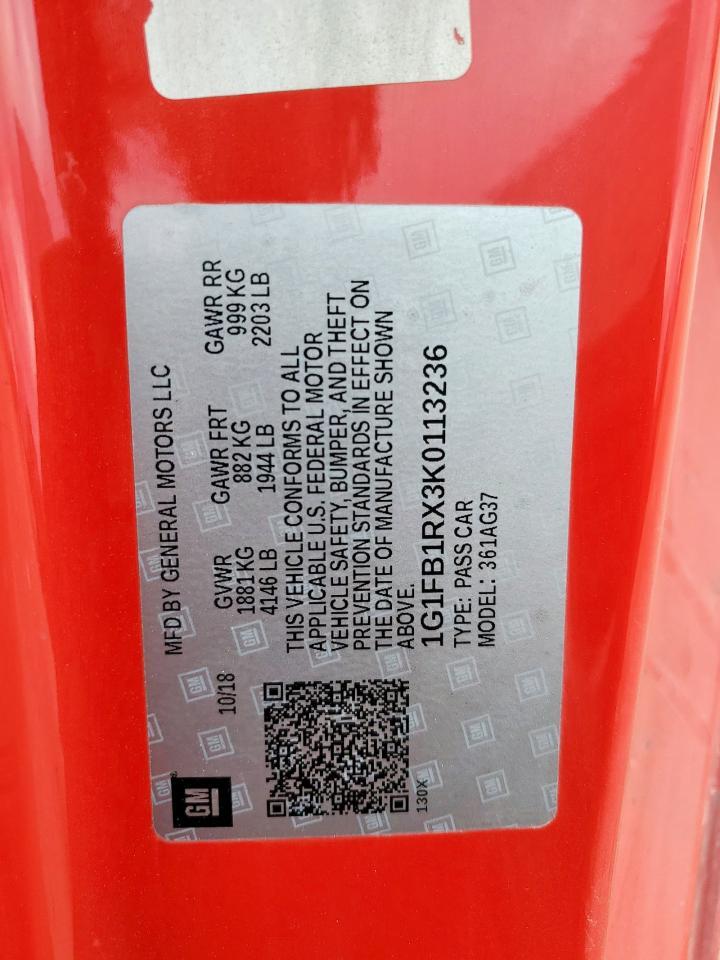 GM
10/18
MFD BY GENERAL MOTORS LLC
GVWR GAWR FRT GAWR RR
1881 KG 882 KG 999 KG
4146 LB 1944 LB 2203 LB
THIS VEHICLE CONFORMS TO ALL
APPLICABLE U.S. FEDERAL MOTOR
VEHICLE SAFETY, BUMPER, AND THEFT
PREVENTION STANDARDS IN EFFECT ON
THE DATE OF MANUFACTURE SHOWN
ABOVE.
130X
1G1FB1RX3K0113236
TYPE: PASS CAR
MODEL: 361AG37